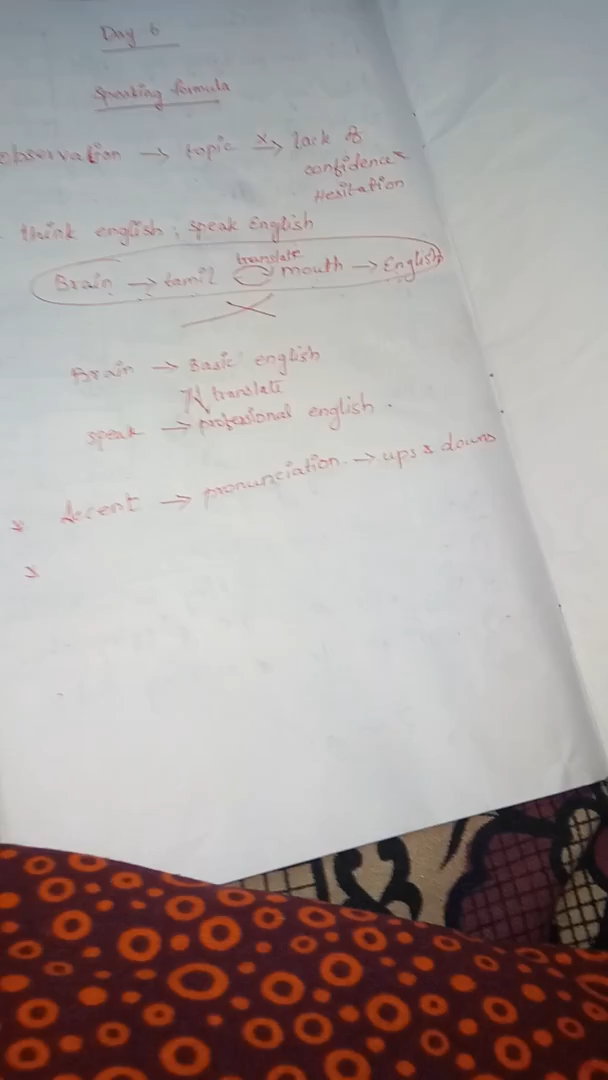 Day 6
Speaking formula
observation → topic x→ lack of
confidence
Hesitation
think english, speak English
translate
Brain → tamil mouth → English
Brain → Basic english
translate
speak → profesional english.
* Accent → pronunciation → ups & downs
*